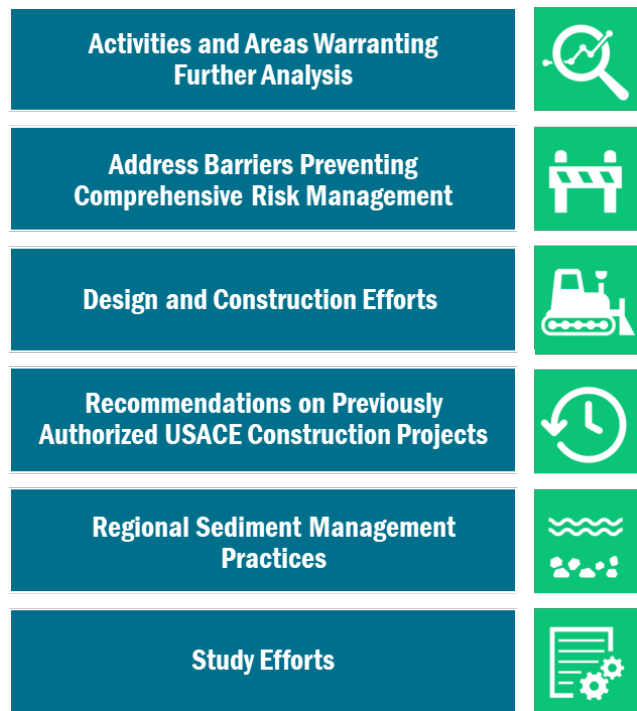 Activities and Areas Warranting
Further Analysis
Address Barriers Preventing
Comprehensive Risk Management
Design and Construction Efforts
Recommendations on Previously
Authorized USACE Construction Projects
Regional Sediment Management
Practices
Study Efforts